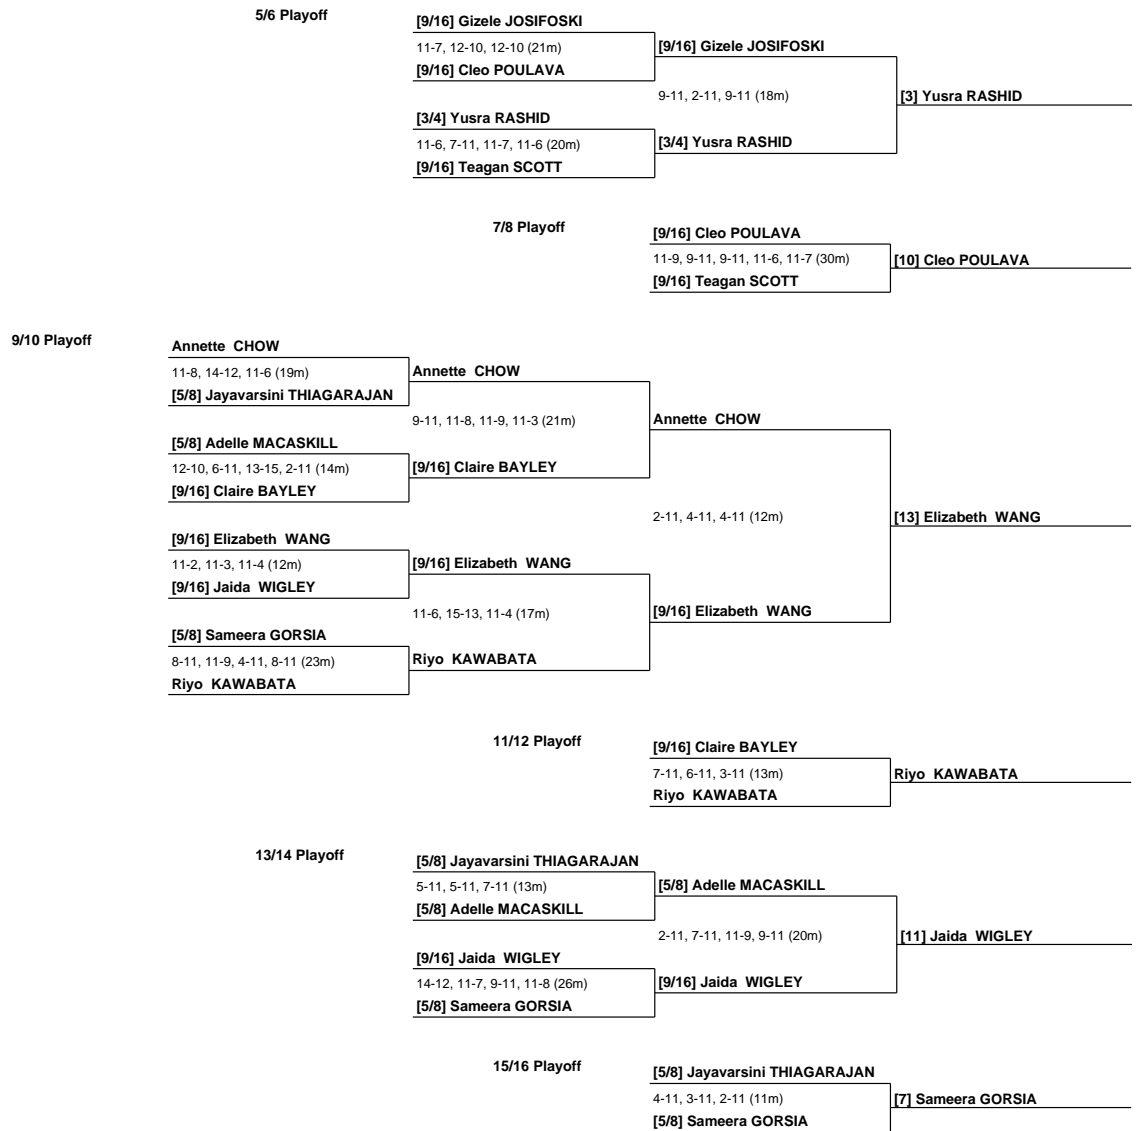 5/6 Playoff
[9/16] Gizele JOSIFOSKI
11-7, 12-10, 12-10 (21m)
[9/16] Gizele JOSIFOSKI
[9/16] Cleo POULAVA
9-11, 2-11, 9-11 (18m)
[3] Yusra RASHID
[3/4] Yusra RASHID
11-6, 7-11, 11-7, 11-6 (20m)
[3/4] Yusra RASHID
[9/16] Teagan SCOTT
7/8 Playoff
[9/16] Cleo POULAVA
11-9, 9-11, 9-11, 11-6, 11-7 (30m)
[10] Cleo POULAVA
[9/16] Teagan SCOTT
9/10 Playoff
Annette CHOW
11-8, 14-12, 11-6 (19m)
Annette CHOW
[5/8] Jayavarsini THIAGARAJAN
9-11, 11-8, 11-9, 11-3 (21m)
Annette CHOW
[5/8] Adelle MACASKILL
12-10, 6-11, 13-15, 2-11 (14m)
[9/16] Claire BAYLEY
[9/16] Claire BAYLEY
2-11, 4-11, 4-11 (12m)
[13] Elizabeth WANG
[9/16] Elizabeth WANG
11-2, 11-3, 11-4 (12m)
[9/16] Elizabeth WANG
[9/16] Jaida WIGLEY
11-6, 15-13, 11-4 (17m)
[9/16] Elizabeth WANG
[5/8] Sameera GORSIA
8-11, 11-9, 4-11, 8-11 (23m)
Riyo KAWABATA
Riyo KAWABATA
11/12 Playoff
[9/16] Claire BAYLEY
7-11, 6-11, 3-11 (13m)
Riyo KAWABATA
Riyo KAWABATA
13/14 Playoff
[5/8] Jayavarsini THIAGARAJAN
5-11, 5-11, 7-11 (13m)
[5/8] Adelle MACASKILL
[5/8] Adelle MACASKILL
2-11, 7-11, 11-9, 9-11 (20m)
[11] Jaida WIGLEY
[9/16] Jaida WIGLEY
14-12, 11-7, 9-11, 11-8 (26m)
[9/16] Jaida WIGLEY
[5/8] Sameera GORSIA
15/16 Playoff
[5/8] Jayavarsini THIAGARAJAN
4-11, 3-11, 2-11 (11m)
[7] Sameera GORSIA
[5/8] Sameera GORSIA